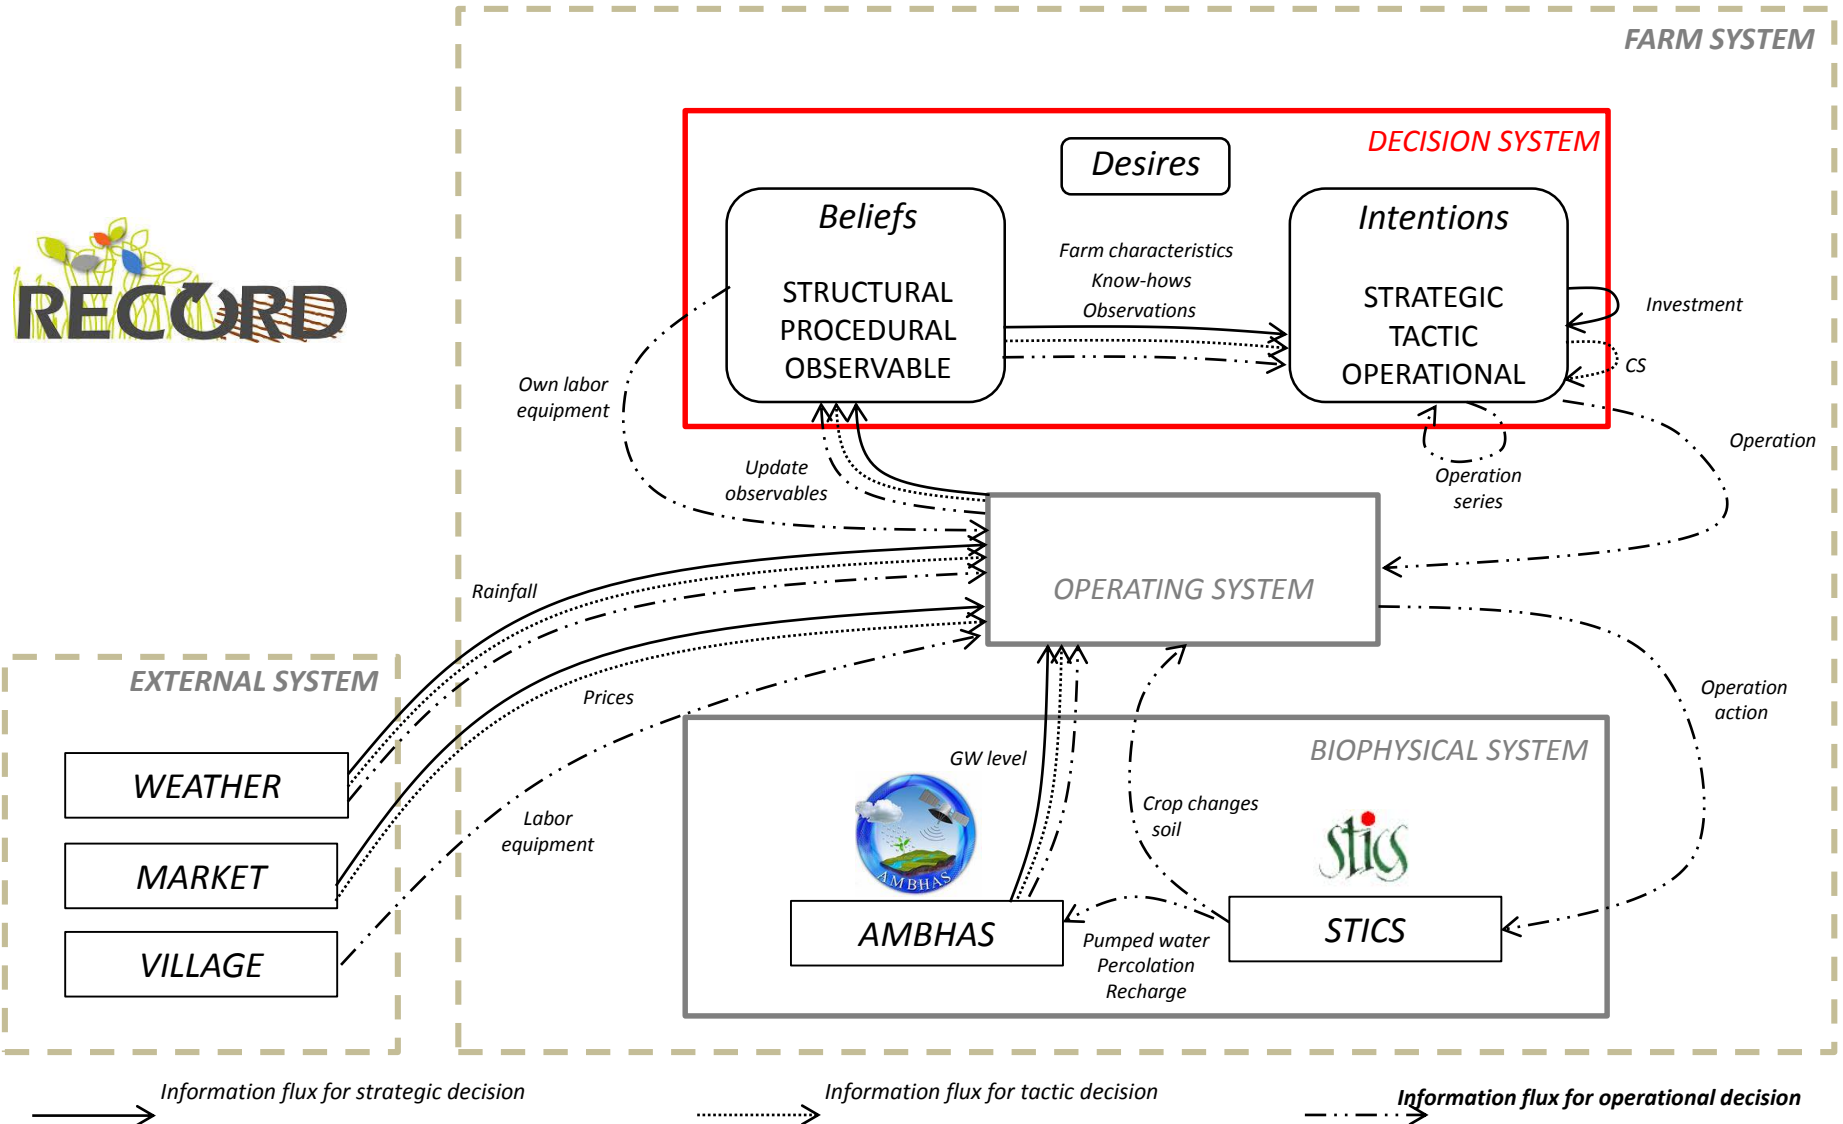 FARM SYSTEM
DECISION SYSTEM
Desires
Beliefs
STRUCTURAL
PROCEDURAL
OBSERVABLE
Farm characteristics
Know-hows
Observations
Intentions
STRATEGIC
TACTIC
OPERATIONAL
Investment
CS
RECORD
Own labor
equipment
Update
observables
Operation
series
Operation
OPERATING SYSTEM
Rainfall
Prices
Labor
equipment
EXTERNAL SYSTEM
WEATHER
MARKET
VILLAGE
Operation
action
BIOPHYSICAL SYSTEM
GW level
Crop changes
soil
AMBHAS
stics
AMBHAS
STICS
Pumped water
Percolation
Recharge
Information flux for strategic decision
Information flux for tactic decision
Information flux for operational decision